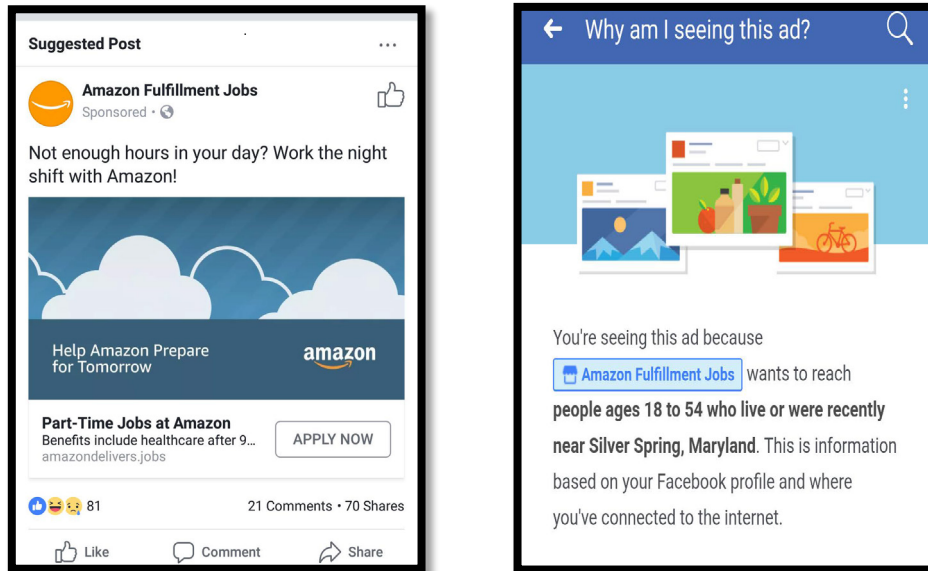 Suggested Post
Amazon Fulfillment Jobs
Sponsored •
Not enough hours in your day? Work the night
shift with Amazon!
Help Amazon Prepare
for Tomorrow
amazon
Part-Time Jobs at Amazon
Benefits include healthcare after 9...
amazondelivers.jobs
APPLY NOW
81
21 Comments • 70 Shares
Like
Comment
Share
Why am I seeing this ad?
You're seeing this ad because
Amazon Fulfillment Jobs wants to reach
people ages 18 to 54 who live or were recently
near Silver Spring, Maryland. This is information
based on your Facebook profile and where
you've connected to the internet.